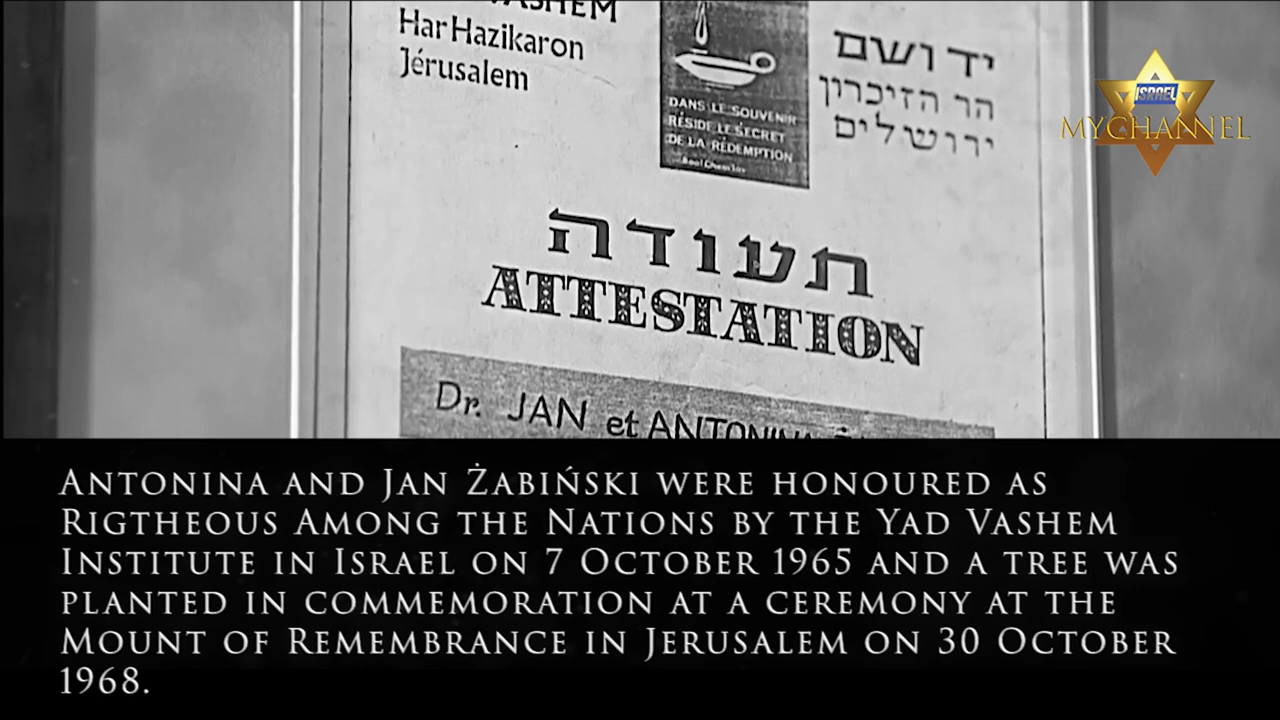 Har Hazikaron
Jérusalem
DANS LE SOUVENIR
RÉSIDE LE SECRET
DE LA RÉDEMPTION
יד ושם
הר הזיכרון
ירושלים
ISRAEL
MYCHANNEL
תעודה
ATTESTATION
Dr. JAN et ANTONINA
ANTONINA AND JAN ŻABIŃSKI WERE HONOURED AS
RIGTHEOUS AMONG THE NATIONS BY THE YAD VASHEM
INSTITUTE IN ISRAEL ON 7 OCTOBER 1965 AND A TREE WAS
PLANTED IN COMMEMORATION AT A CEREMONY AT THE
MOUNT OF REMEMBRANCE IN JERUSALEM ON 30 OCTOBER
1968.